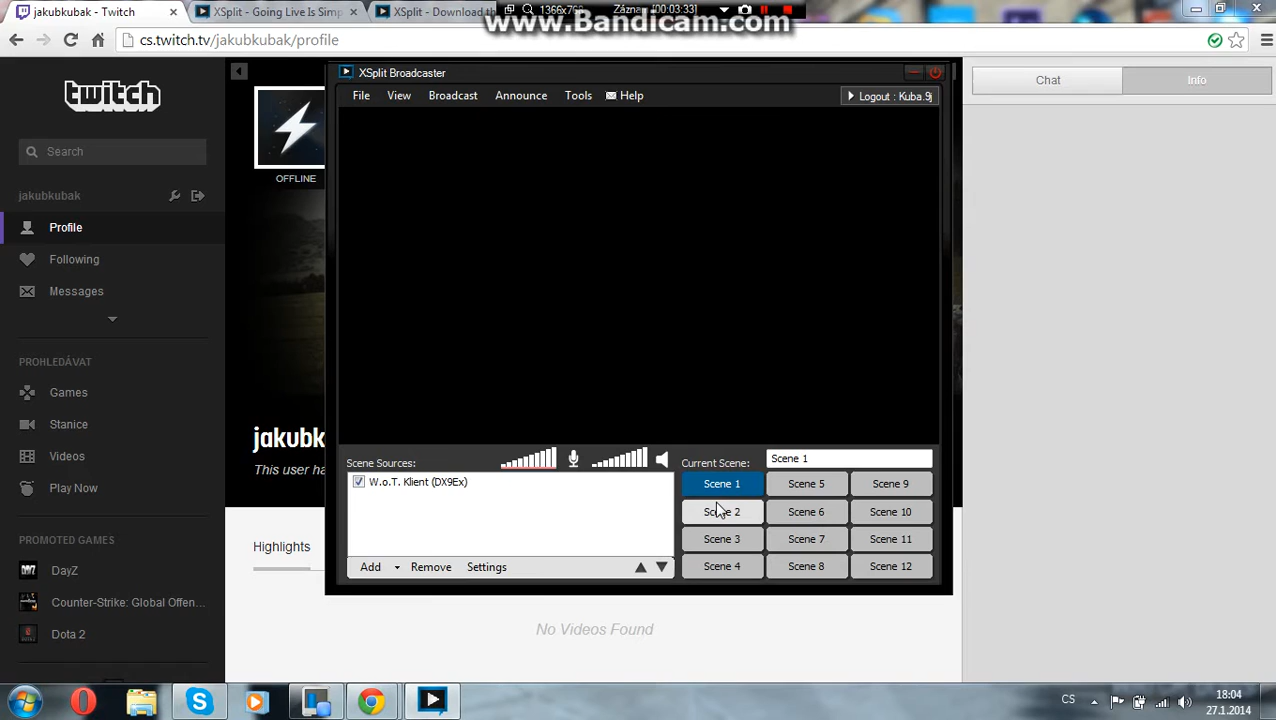 jakubkubak - Twitch
XSplit - Going Live Is Simp
XSplit - Download th
1366x768
Záznam [00:03:33]
www.Bandicam.com
cs.twitch.tv/jakubkubak/profile
twitch
Search
jakubkubak
Profile
Following
Messages
PROHLEDÁVAT
Games
Stanice
Videos
Play Now
PROMOTED GAMES
DayZ
Counter-Strike: Global Offen...
Dota 2
OFFLINE
jakubk
This user ha
Highlights
No Videos Found
XSplit Broadcaster
File
View
Broadcast
Announce
Tools
Help
Logout : Kuba.9j
Scene Sources:
W.o.T. Klient (DX9Ex)
Add
Remove
Settings
Current Scene:
Scene 1
Scene 1
Scene 5
Scene 9
Scene 2
Scene 6
Scene 10
Scene 3
Scene 7
Scene 11
Scene 4
Scene 8
Scene 12
Chat
Info
CS
18:04
27.1.2014